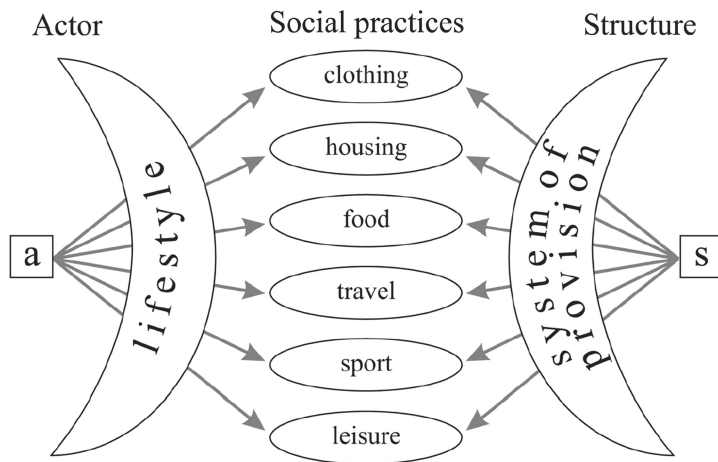 Actor
Social practices
Structure
clothing
housing
food
travel
sport
leisure
a
lifestyle
system of
provision
s